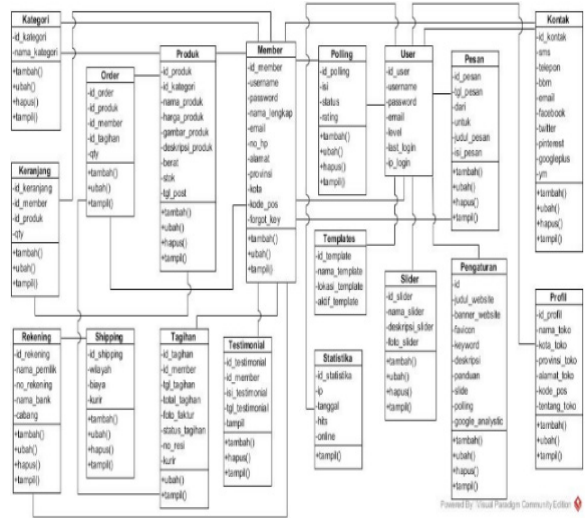 Kategori
-id_kategori
-nama_kategori
+tambah()
+ubah()
+hapus()
+tampil()
Order
-id_order
-id_produk
-id_member
-id_tagihan
-qty
+tambah()
+ubah()
+tampil()
Produk
-id_produk
-id_kategori
-nama_produk
-harga_produk
-gambar_produk
-deskripsi_produk
-berat
-stok
-tgl_post
+tambah()
+ubah()
+hapus()
+tampil()
Member
-id_member
-username
-password
-nama_lengkap
-email
-no_hp
-alamat
-provinsi
-kota
-kode_pos
-forgot_key
+tambah()
+ubah()
+tampil()
Polling
-id_polling
-isi
-status
-rating
+tambah()
+ubah()
+hapus()
+tampil()
User
-id_user
-username
-password
-email
-level
-last_login
-ip_login
Pesan
-id_pesan
-tgl_pesan
-dari
-untuk
-judul_pesan
-isi_pesan
+tambah()
+ubah()
+hapus()
+tampil()
Kontak
-id_kontak
-sms
-telepon
-bbm
-email
-facebook
-twitter
-pinterest
-googleplus
-ym
+tambah()
+ubah()
+hapus()
+tampil()
Keranjang
-id_keranjang
-id_member
-id_produk
-qty
+tambah()
+ubah()
+tampil()
Templates
-id_template
-nama_template
-lokasi_template
-aktif_template
Slider
-id_slider
-nama_slider
-deskripsi_slider
-foto_slider
+tambah()
+ubah()
+hapus()
+tampil()
Pengaturan
-id
-judul_website
-banner_website
-favicon
-keyword
-deskripsi
-panduan
-slide
-polling
-google_analystic
+tambah()
+ubah()
+hapus()
+tampil()
Profil
-id_profil
-nama_toko
-kota_toko
-provinsi_toko
-alamat_toko
-kode_pos
-tentang_toko
+tambah()
+ubah()
+hapus()
+tampil()
Rekening
-id_rekening
-nama_pemilik
-no_rekening
-nama_bank
-cabang
+tambah()
+ubah()
+hapus()
+tampil()
Shipping
-id_shipping
-wilayah
-biaya
-kurir
+tambah()
+ubah()
+hapus()
+tampil()
Tagihan
-id_tagihan
-id_member
-tgl_tagihan
-total_tagihan
-foto_faktur
-status_tagihan
-no_resi
-kurir
+ubah()
+tampil()
Testimonial
-id_testimonial
-id_member
-isi_testimonial
-tgl_testimonial
-tampil
+tambah()
+hapus()
+tampil()
Statistika
-id_statistika
-ip
-tanggal
-hits
-online
+tampil()
Powered By Visual Paradigm Community Edition